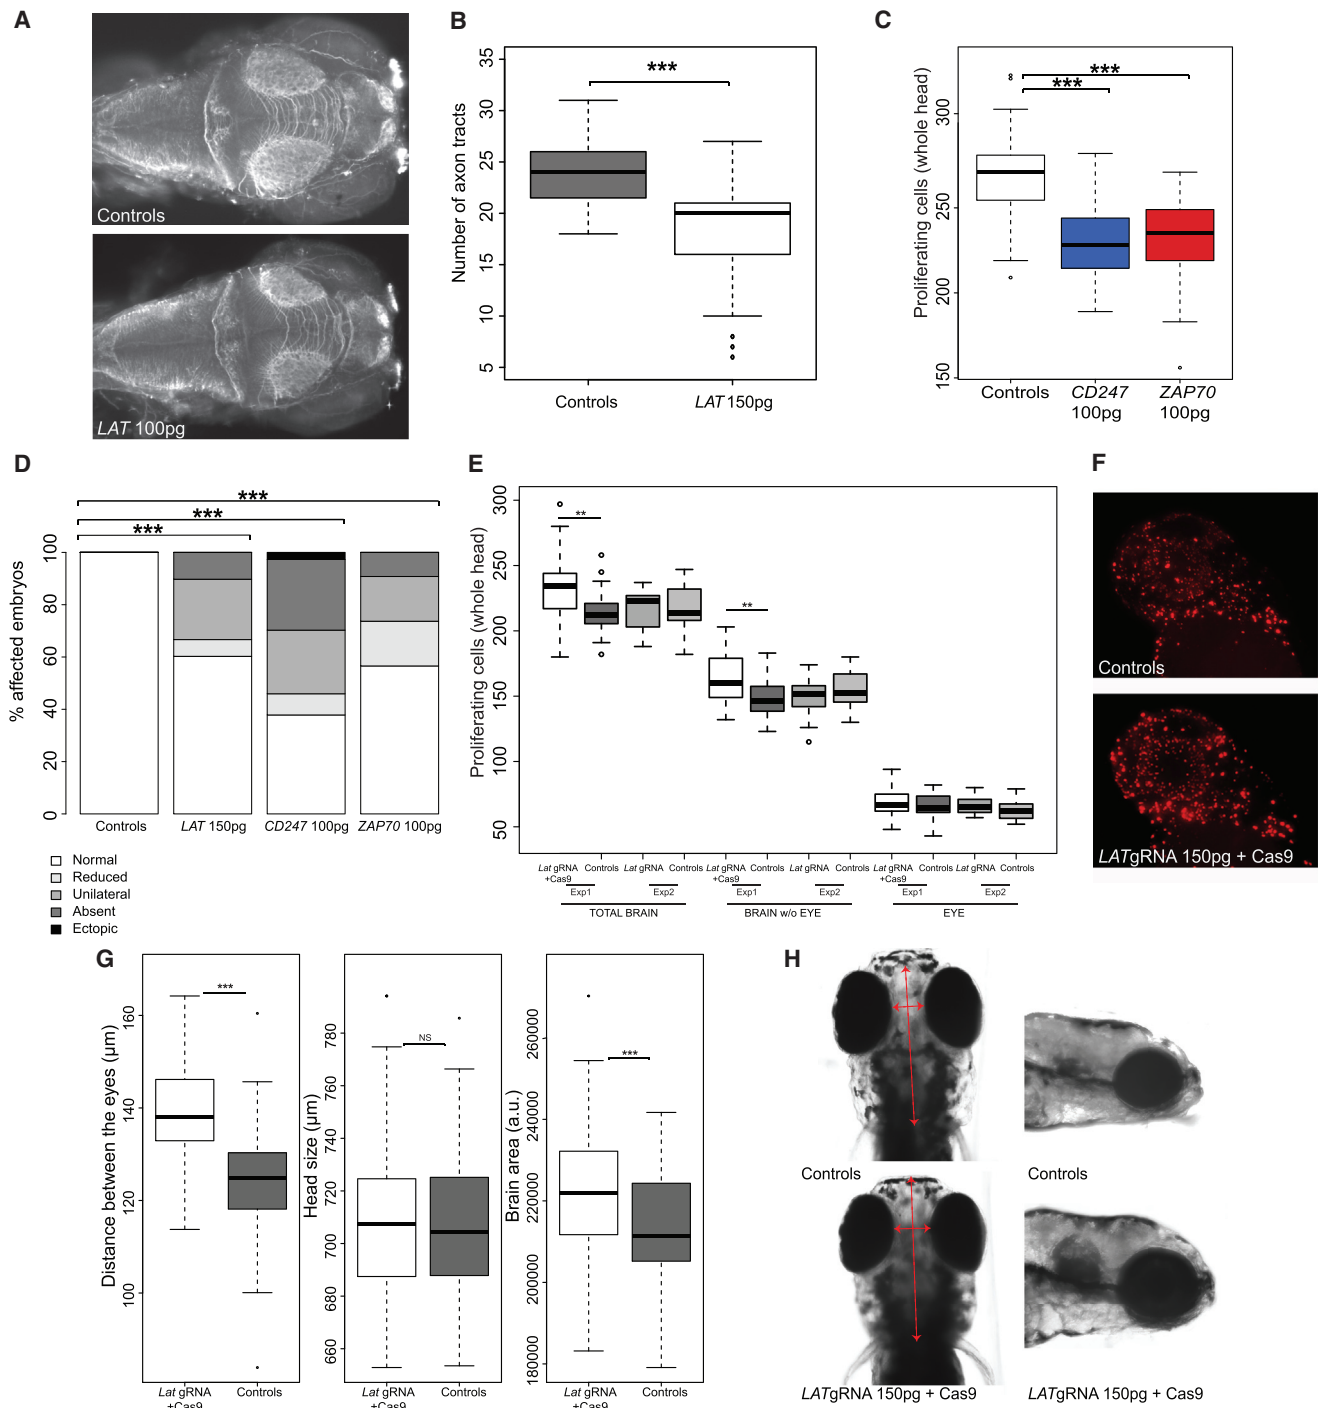 A
Controls
LAT 100pg
B
Number of axon tracts
35
30
25
20
15
10
5
***
Controls
LAT 150pg
C
Proliferating cells (whole head)
300
250
200
150
***
***
Controls
CD247
100pg
ZAP70
100pg
D
% affected embryos
100
80
60
40
20
0
***
***
***
Controls
LAT 150pg
CD247 100pg
ZAP70 100pg
Normal
Reduced
Unilateral
Absent
Ectopic
E
Proliferating cells (whole head)
300
250
200
150
100
50
**
**
Lat gRNA
+Cas9
Controls
Lat gRNA
Controls
Lat gRNA
+Cas9
Controls
Lat gRNA
Controls
Lat gRNA
+Cas9
Controls
Lat gRNA
Controls
Exp1
Exp2
Exp1
Exp2
Exp1
Exp2
TOTAL BRAIN
BRAIN w/o EYE
EYE
F
Controls
LATgRNA 150pg + Cas9
G
Distance between the eyes (μm)
160
140
120
100
***
Lat gRNA
+Cas9
Controls
Head size (μm)
780
760
740
720
700
680
660
NS
Lat gRNA
+Cas9
Controls
Brain area (a.u.)
260000
240000
220000
200000
180000
***
Lat gRNA
+Cas9
Controls
H
Controls
Controls
LATgRNA 150pg + Cas9
LATgRNA 150pg + Cas9